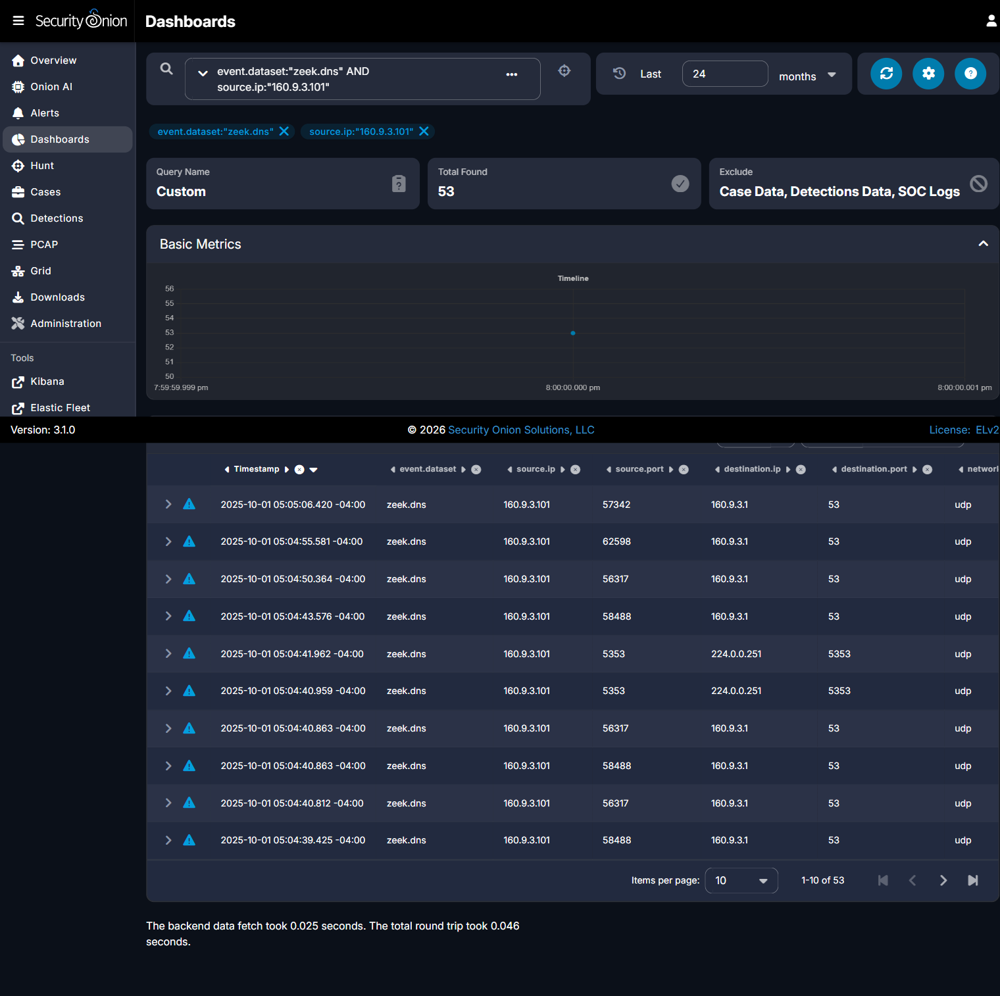 Security Onion
Dashboards
Overview
Onion AI
Alerts
Dashboards
Hunt
Cases
Detections
PCAP
Grid
Downloads
Administration
Tools
Kibana
Elastic Fleet
event.dataset:"zeek.dns" AND
source.ip:"160.9.3.101"
Last 24 months
event.dataset:"zeek.dns" source.ip:"160.9.3.101"
Query Name
Custom
Total Found
53
Exclude
Case Data, Detections Data, SOC Logs
Basic Metrics
Timeline
56
55
54
53
52
51
50
7:59:59.999 pm 8:00:00.000 pm 8:00:00.001 pm
Version: 3.1.0 © 2026 Security Onion Solutions, LLC License: ELv2
Timestamp event.dataset source.ip source.port destination.ip destination.port
2025-10-01 05:05:06.420 -04:00 zeek.dns 160.9.3.101 57342 160.9.3.1 53 udp
2025-10-01 05:04:55.581 -04:00 zeek.dns 160.9.3.101 62598 160.9.3.1 53 udp
2025-10-01 05:04:50.364 -04:00 zeek.dns 160.9.3.101 56317 160.9.3.1 53 udp
2025-10-01 05:04:43.576 -04:00 zeek.dns 160.9.3.101 58488 160.9.3.1 53 udp
2025-10-01 05:04:41.962 -04:00 zeek.dns 160.9.3.101 5353 224.0.0.251 5353 udp
2025-10-01 05:04:40.959 -04:00 zeek.dns 160.9.3.101 5353 224.0.0.251 5353 udp
2025-10-01 05:04:40.863 -04:00 zeek.dns 160.9.3.101 56317 160.9.3.1 53 udp
2025-10-01 05:04:40.863 -04:00 zeek.dns 160.9.3.101 58488 160.9.3.1 53 udp
2025-10-01 05:04:40.812 -04:00 zeek.dns 160.9.3.101 56317 160.9.3.1 53 udp
2025-10-01 05:04:39.425 -04:00 zeek.dns 160.9.3.101 58488 160.9.3.1 53 udp
Items per page: 10 1-10 of 53
The backend data fetch took 0.025 seconds. The total round trip took 0.046
seconds.